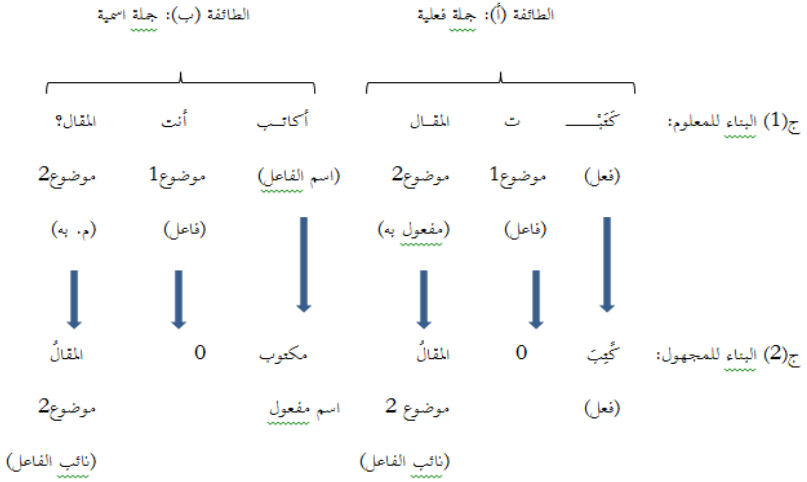 الطائفة (أ): جملة فعلية الطائفة (ب): جملة اسمية
ج(1) البناء للمعلوم: كَتَبْـــــ ت المقـال أكاتـب أنت المقال؟
(فعل) موضوع1 موضوع2 (اسم الفاعل) موضوع1 موضوع2
(فاعل) (مفعول به) (فاعل) (م. به)
ج(2) البناء للمجهول: كُتِبَ 0 المقالُ مكتوب 0 المقالُ
(فعل) موضوع 2 اسم مفعول موضوع2
(نائب الفاعل) (نائب الفاعل)